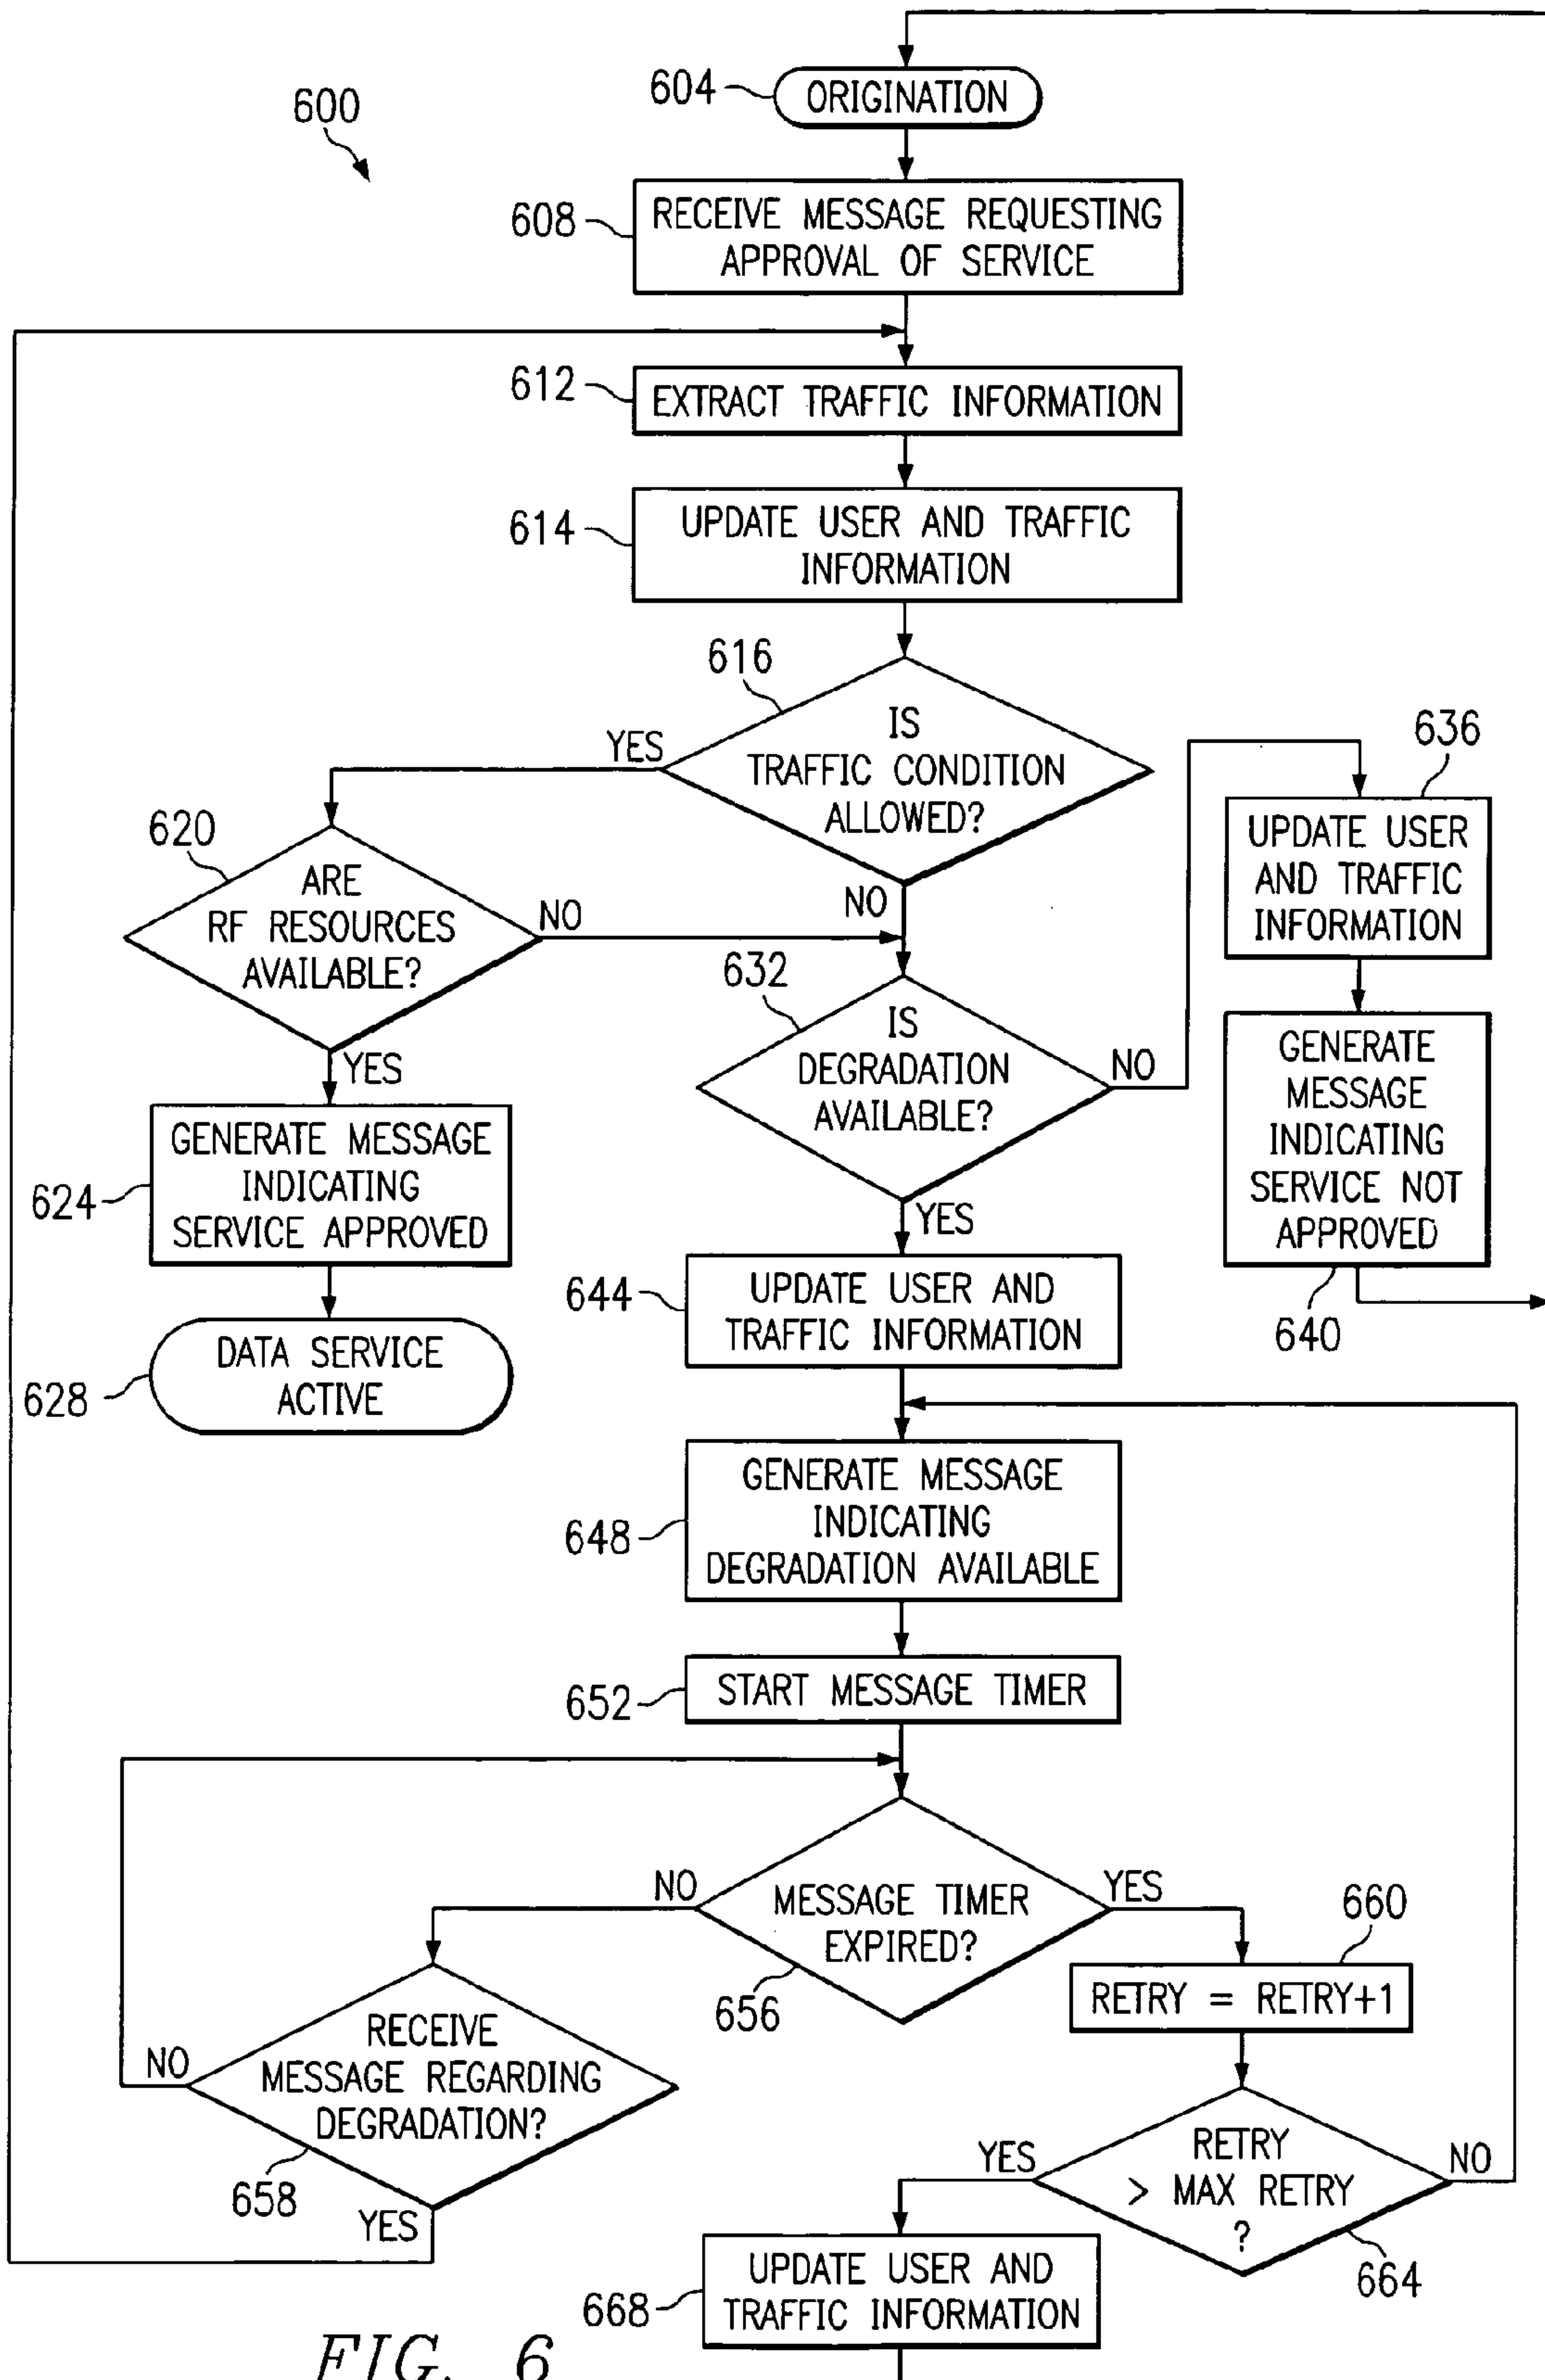 600
604
ORIGINATION
608
RECEIVE MESSAGE REQUESTING
APPROVAL OF SERVICE
612
EXTRACT TRAFFIC INFORMATION
614
UPDATE USER AND TRAFFIC
INFORMATION
616
IS
TRAFFIC CONDITION
ALLOWED?
YES
NO
620
ARE
RF RESOURCES
AVAILABLE?
NO
YES
624
GENERATE MESSAGE
INDICATING
SERVICE APPROVED
628
DATA SERVICE
ACTIVE
632
IS
DEGRADATION
AVAILABLE?
NO
YES
636
UPDATE USER
AND TRAFFIC
INFORMATION
GENERATE
MESSAGE
INDICATING
SERVICE NOT
APPROVED
640
644
UPDATE USER AND
TRAFFIC INFORMATION
648
GENERATE MESSAGE
INDICATING
DEGRADATION AVAILABLE
652
START MESSAGE TIMER
NO
MESSAGE TIMER
EXPIRED?
YES
656
660
RETRY = RETRY+1
NO
RECEIVE
MESSAGE REGARDING
DEGRADATION?
658
YES
YES
RETRY
> MAX RETRY
?
NO
664
668
UPDATE USER AND
TRAFFIC INFORMATION
FIG. 6